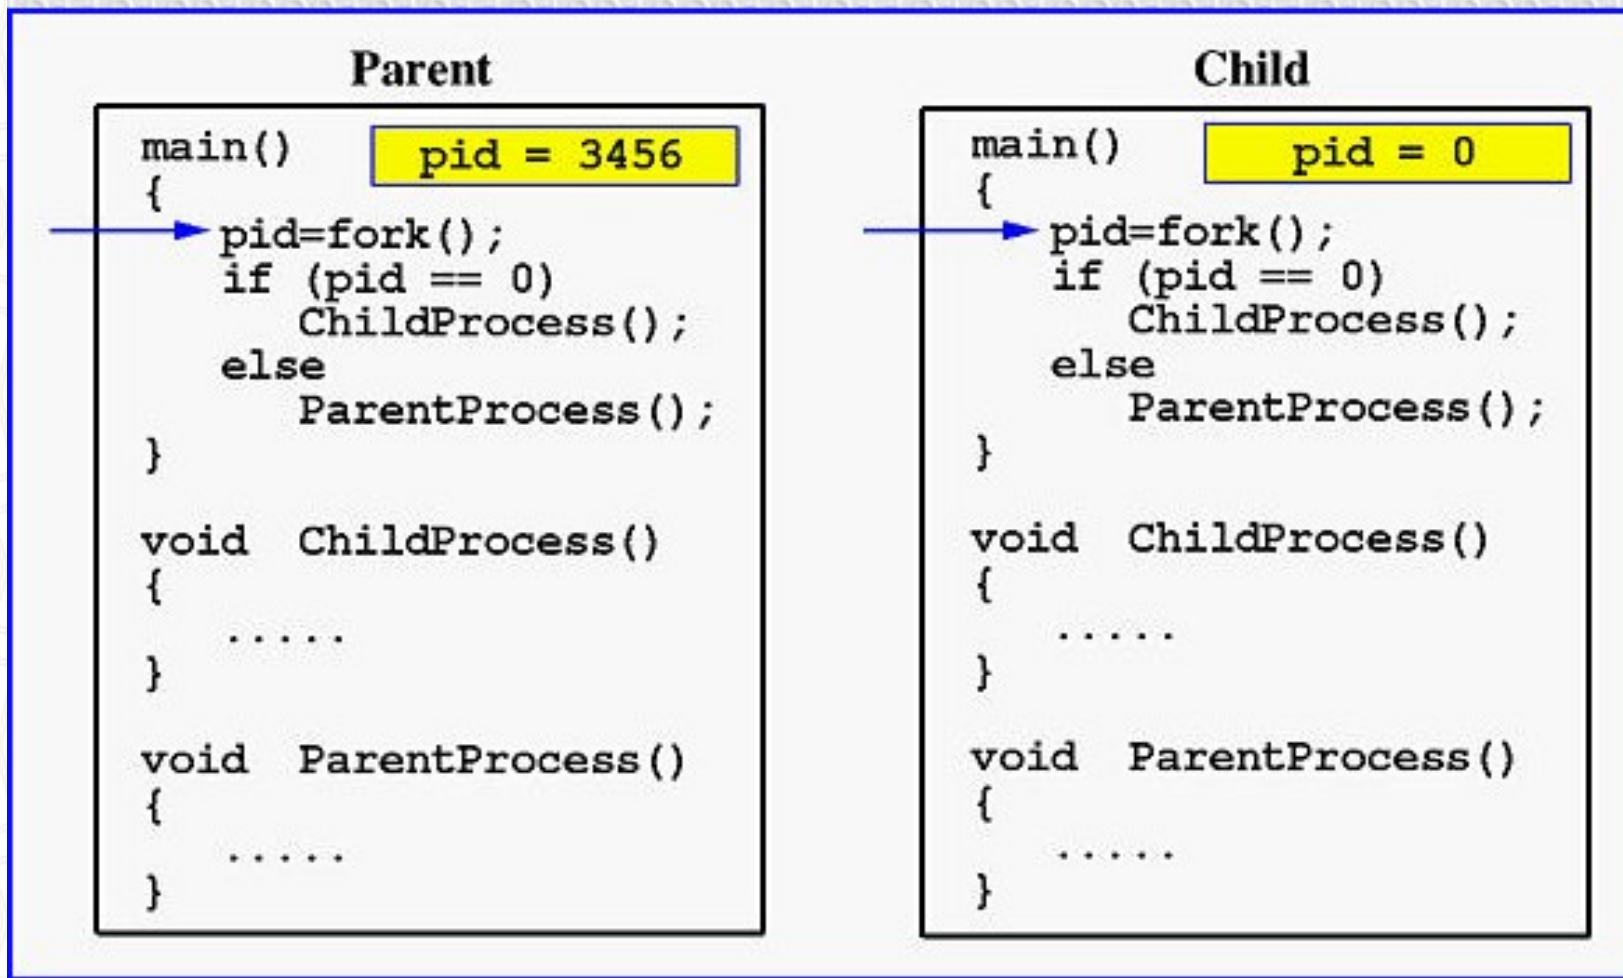 Parent
main()
pid = 3456
{
pid=fork();
if (pid == 0)
ChildProcess();
else
ParentProcess();
}
void ChildProcess()
{
.....
}
void ParentProcess()
{
.....
}
Child
main()
pid = 0
{
pid=fork();
if (pid == 0)
ChildProcess();
else
ParentProcess();
}
void ChildProcess()
{
.....
}
void ParentProcess()
{
.....
}